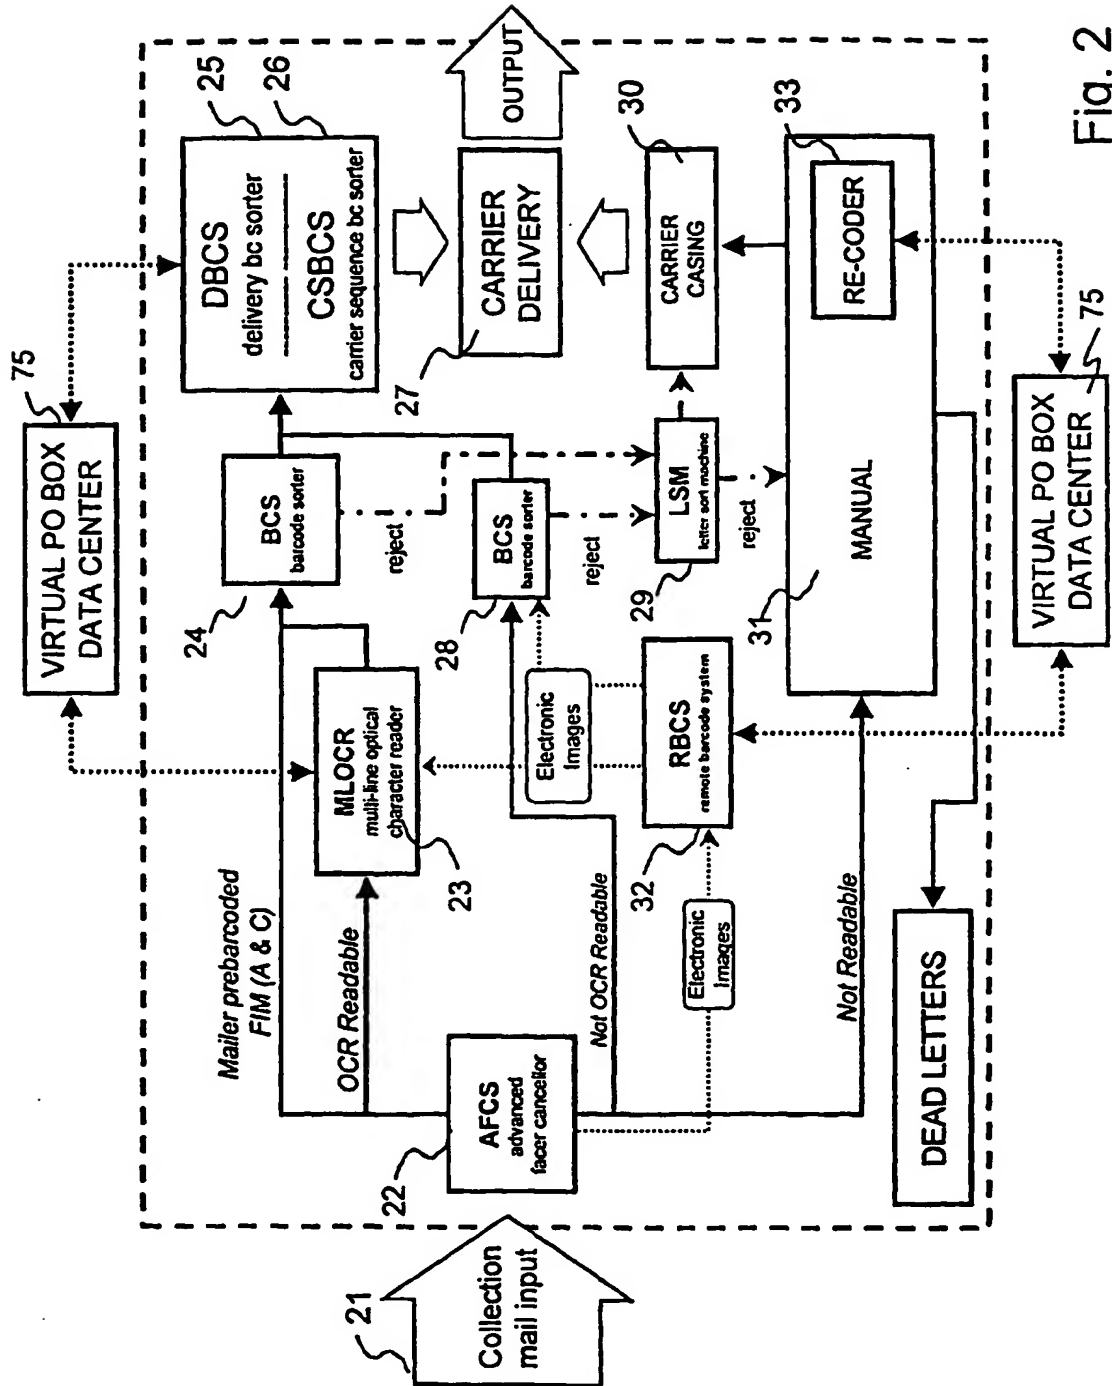 21
Collection
mail input
22
AFCS
advanced
facer cancellor
Mailer prebarcoded
FIM (A & C)
OCR Readable
Not OCR Readable
Electronic
Images
Not Readable
DEAD LETTERS
MLOCR
multi-line optical
character reader
23
RBCS
remote barcode system
32
Electronic
Images
24
BCS
barcode sorter
reject
28
BCS
barcode sorter
reject
29
LSM
letter sort machine
reject
31
MANUAL
RE-CODER
33
VIRTUAL PO BOX
DATA CENTER
75
VIRTUAL PO BOX
DATA CENTER
75
DBCS
delivery bc sorter
CSBCS
carrier sequence bc sorter
25
26
27
CARRIER
DELIVERY
CARRIER
CASING
30
OUTPUT
Fig. 2